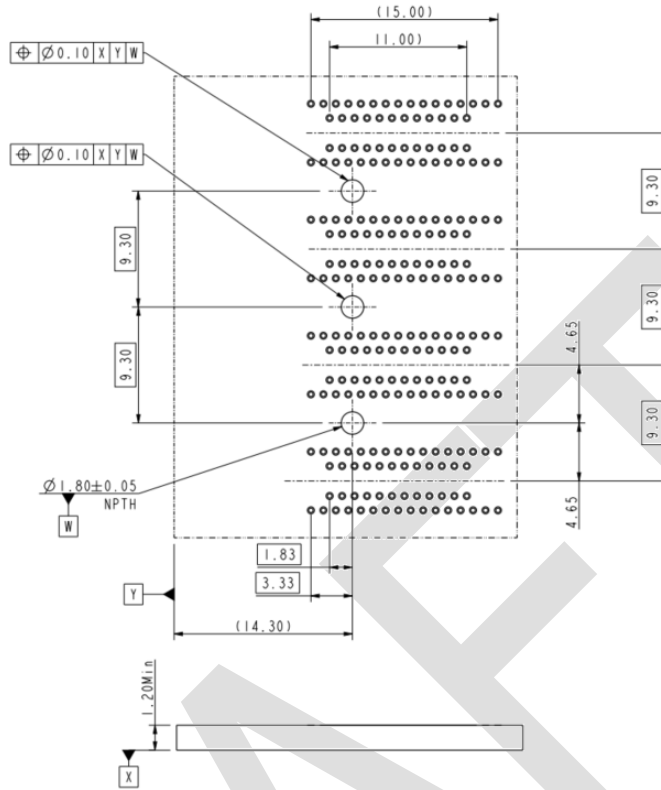 (15.00)
11.00
⌖ Ø0.10 X Y W
⌖ Ø0.10 X Y W
9.30
9.30
9.30
9.30
4.65
9.30
4.65
Ø1.80±0.05
NPTH
W
1.83
3.33
Y
(14.30)
1.20Min
X